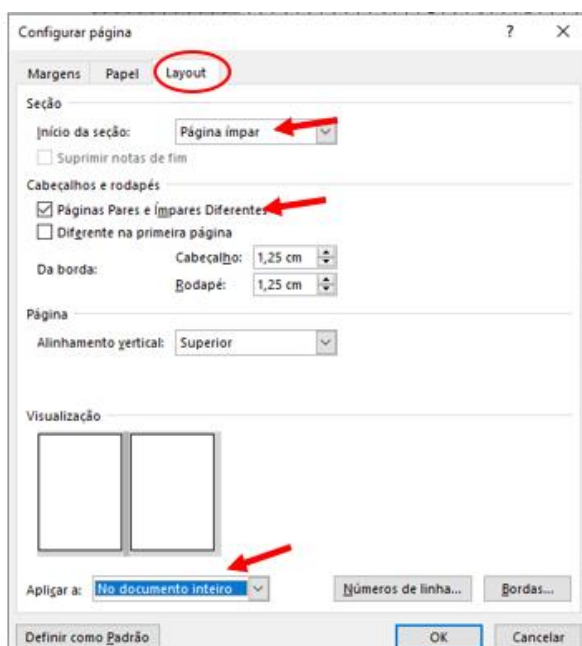 Configurar página ? ×
Margens Papel Layout
Seção
Início da seção: Página ímpar
Suprimir notas de fim
Cabeçalhos e rodapés
Páginas Pares e Ímpares Diferentes
Diferente na primeira página
Cabeçalho: 1,25 cm
Da borda:
Rodapé: 1,25 cm
Página
Alinhamento vertical: Superior
Visualização
Aplicar a: No documento inteiro Números de linha... Bordas...
Definir como Padrão OK Cancelar